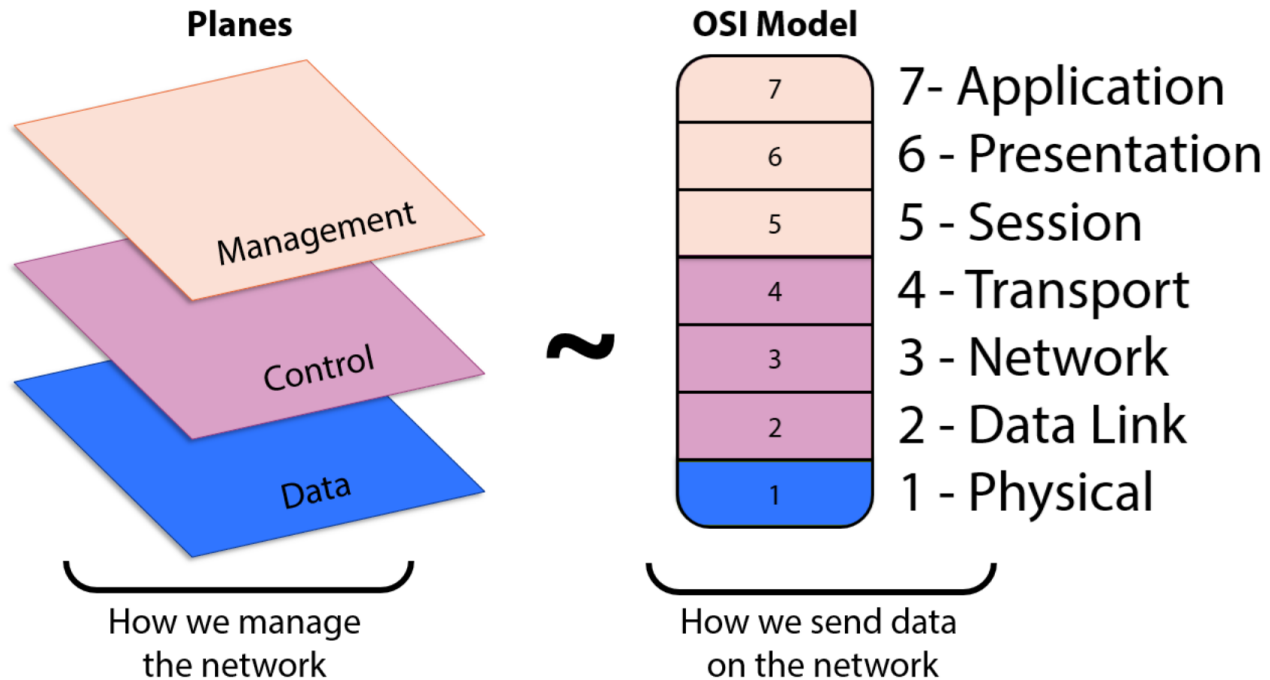 Planes
Management
Control
Data
How we manage
the network
~
OSI Model
7
6
5
4
3
2
1
7- Application
6 - Presentation
5 - Session
4 - Transport
3 - Network
2 - Data Link
1 - Physical
How we send data
on the network